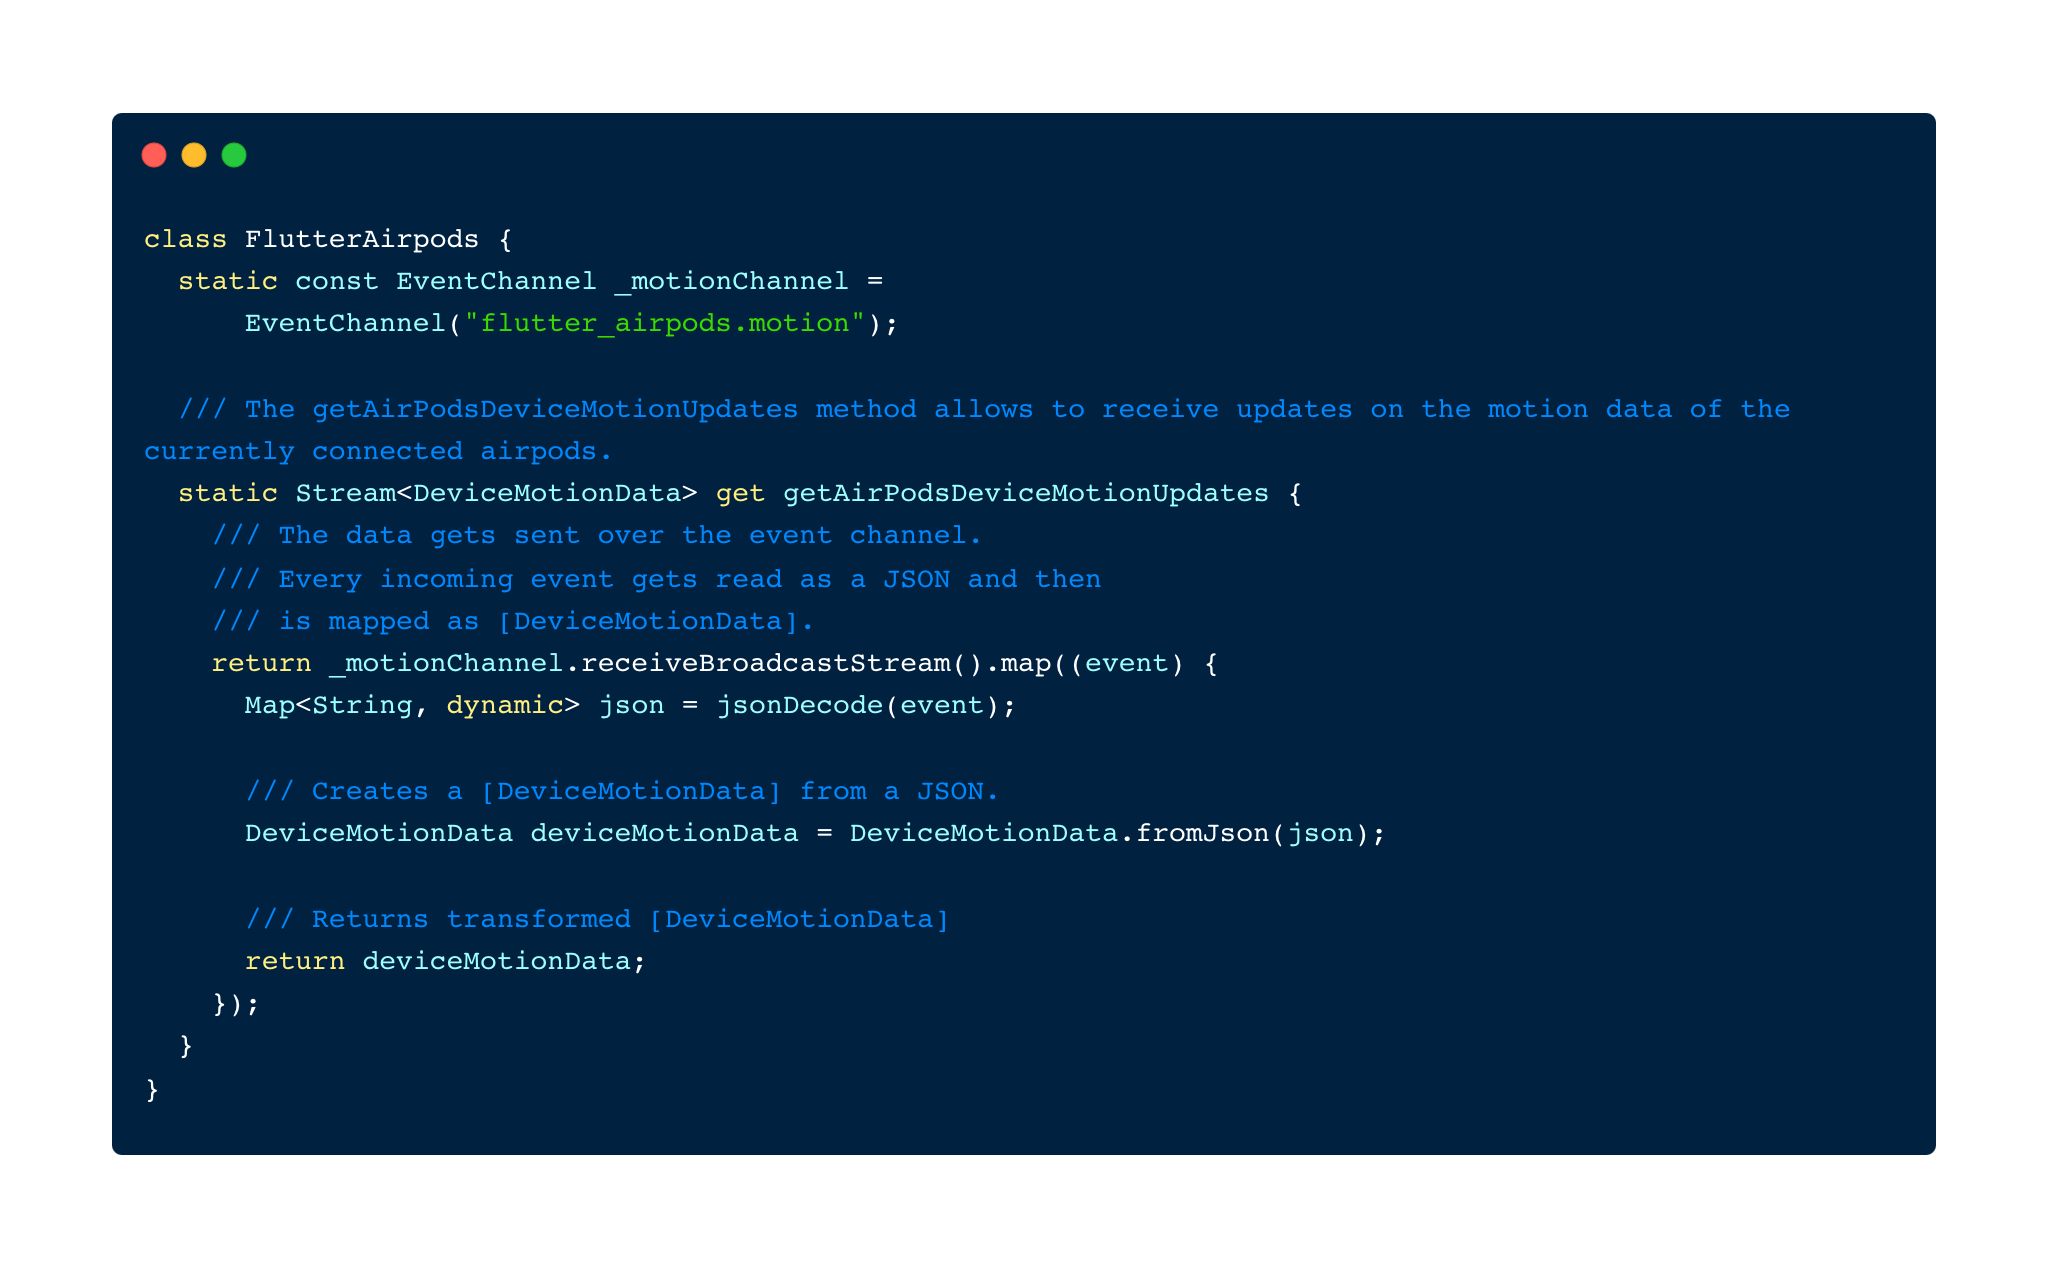 class FlutterAirpods {
  static const EventChannel _motionChannel =
      EventChannel("flutter_airpods.motion");

  /// The getAirPodsDeviceMotionUpdates method allows to receive updates on the motion data of the
currently connected airpods.
  static Stream<DeviceMotionData> get getAirPodsDeviceMotionUpdates {
    /// The data gets sent over the event channel.
    /// Every incoming event gets read as a JSON and then
    /// is mapped as [DeviceMotionData].
    return _motionChannel.receiveBroadcastStream().map((event) {
      Map<String, dynamic> json = jsonDecode(event);

      /// Creates a [DeviceMotionData] from a JSON.
      DeviceMotionData deviceMotionData = DeviceMotionData.fromJson(json);

      /// Returns transformed [DeviceMotionData]
      return deviceMotionData;
    });
  }
}